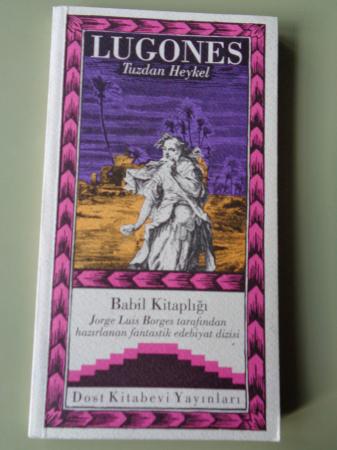 LUGONES
Tuzdan Heykel
Babil Kitaplığı
Jorge Luis Borges tarafından
hazırlanan fantastik edebiyat dizisi
Dost Kitabevi Yayınları